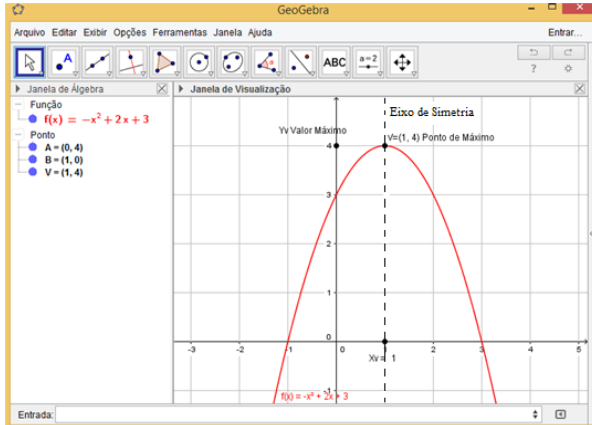 GeoGebra
Arquivo Editar Exibir Opções Ferramentas Janela Ajuda
Entrar...
A
ABC
a=2
?
Janela de Álgebra
Janela de Visualização
Função
f(x) = −x² + 2 x + 3
Ponto
A = (0, 4)
B = (1, 0)
V = (1, 4)
Eixo de Simetria
Yv Valor Máximo
V=(1, 4) Ponto de Máximo
4
3
2
1
-3 -2 -1 0 1 2 3 4 5
Xv = 1
-1
f(x) = -x² + 2x + 3
Entrada: